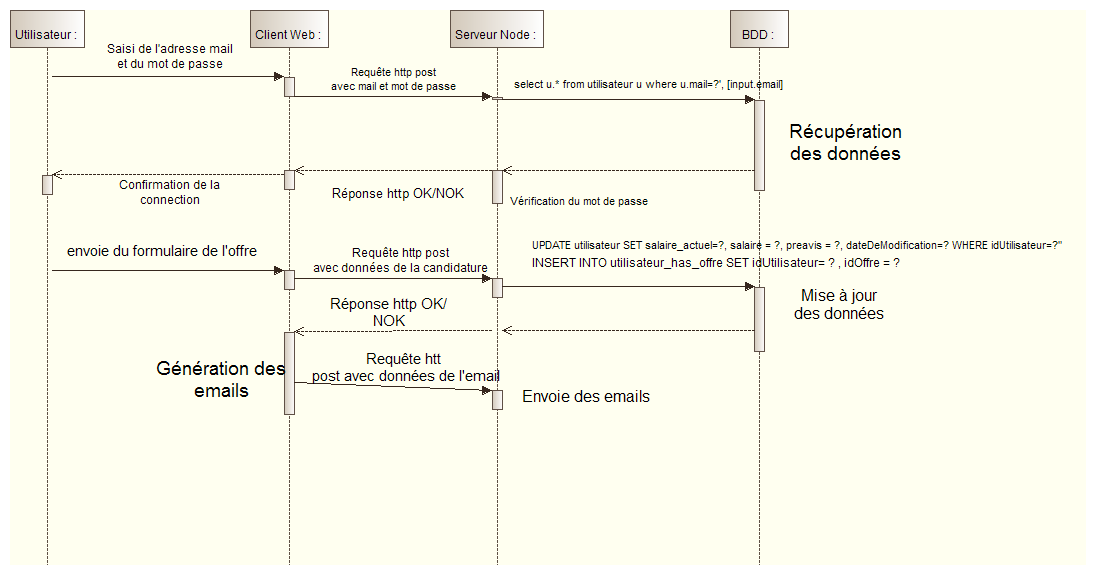 Utilisateur :
Client Web :
Serveur Node :
BDD :
Saisi de l'adresse mail
et du mot de passe
Requête http post
avec mail et mot de passe
select u.* from utilisateur u where u.mail=?', [input.email]
Récupération
des données
Confirmation de la
connection
Réponse http OK/NOK
Vérification du mot de passe
envoie du formulaire de l'offre
Requête http post
avec données de la candidature
UPDATE utilisateur SET salaire_actuel=?, salaire = ?, preavis = ?, dateDeModification=? WHERE idUtilisateur=?"
INSERT INTO utilisateur_has_offre SET idUtilisateur= ? , idOffre = ?
Mise à jour
des données
Réponse http OK/
NOK
Génération des
emails
Requête htt
post avec données de l'email
Envoie des emails